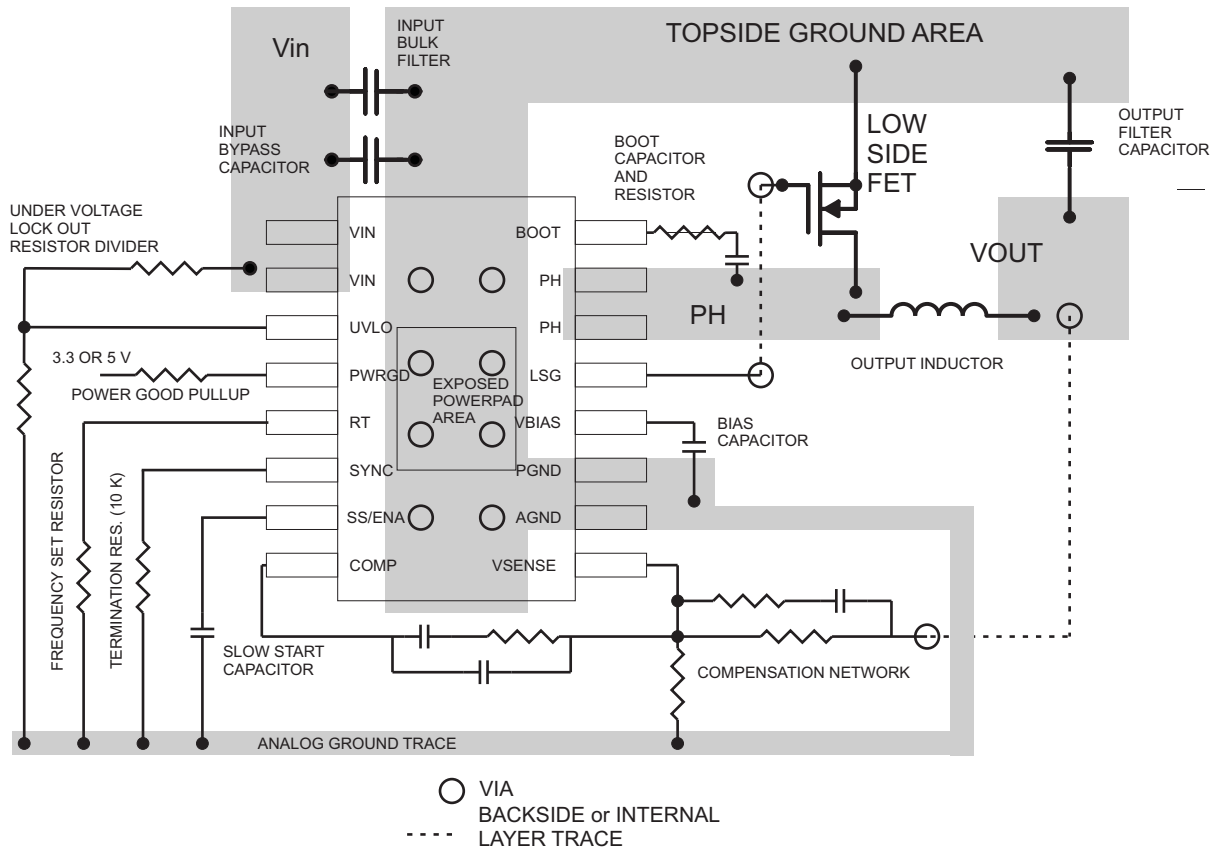 Vin
INPUT
BULK
FILTER
TOPSIDE GROUND AREA
INPUT
BYPASS
CAPACITOR
BOOT
CAPACITOR
AND
RESISTOR
LOW
SIDE
FET
OUTPUT
FILTER
CAPACITOR
UNDER VOLTAGE
LOCK OUT
RESISTOR DIVIDER
VIN
BOOT
VOUT
VIN
PH
PH
UVLO
PH
3.3 OR 5 V
PWRGD
LSG
OUTPUT INDUCTOR
POWER GOOD PULLUP
EXPOSED
POWERPAD
AREA
RT
VBIAS
BIAS
CAPACITOR
SYNC
PGND
SS/ENA
AGND
COMP
VSENSE
FREQUENCY SET RESISTOR
TERMINATION RES. (10 K)
SLOW START
CAPACITOR
COMPENSATION NETWORK
ANALOG GROUND TRACE
VIA
BACKSIDE or INTERNAL
LAYER TRACE